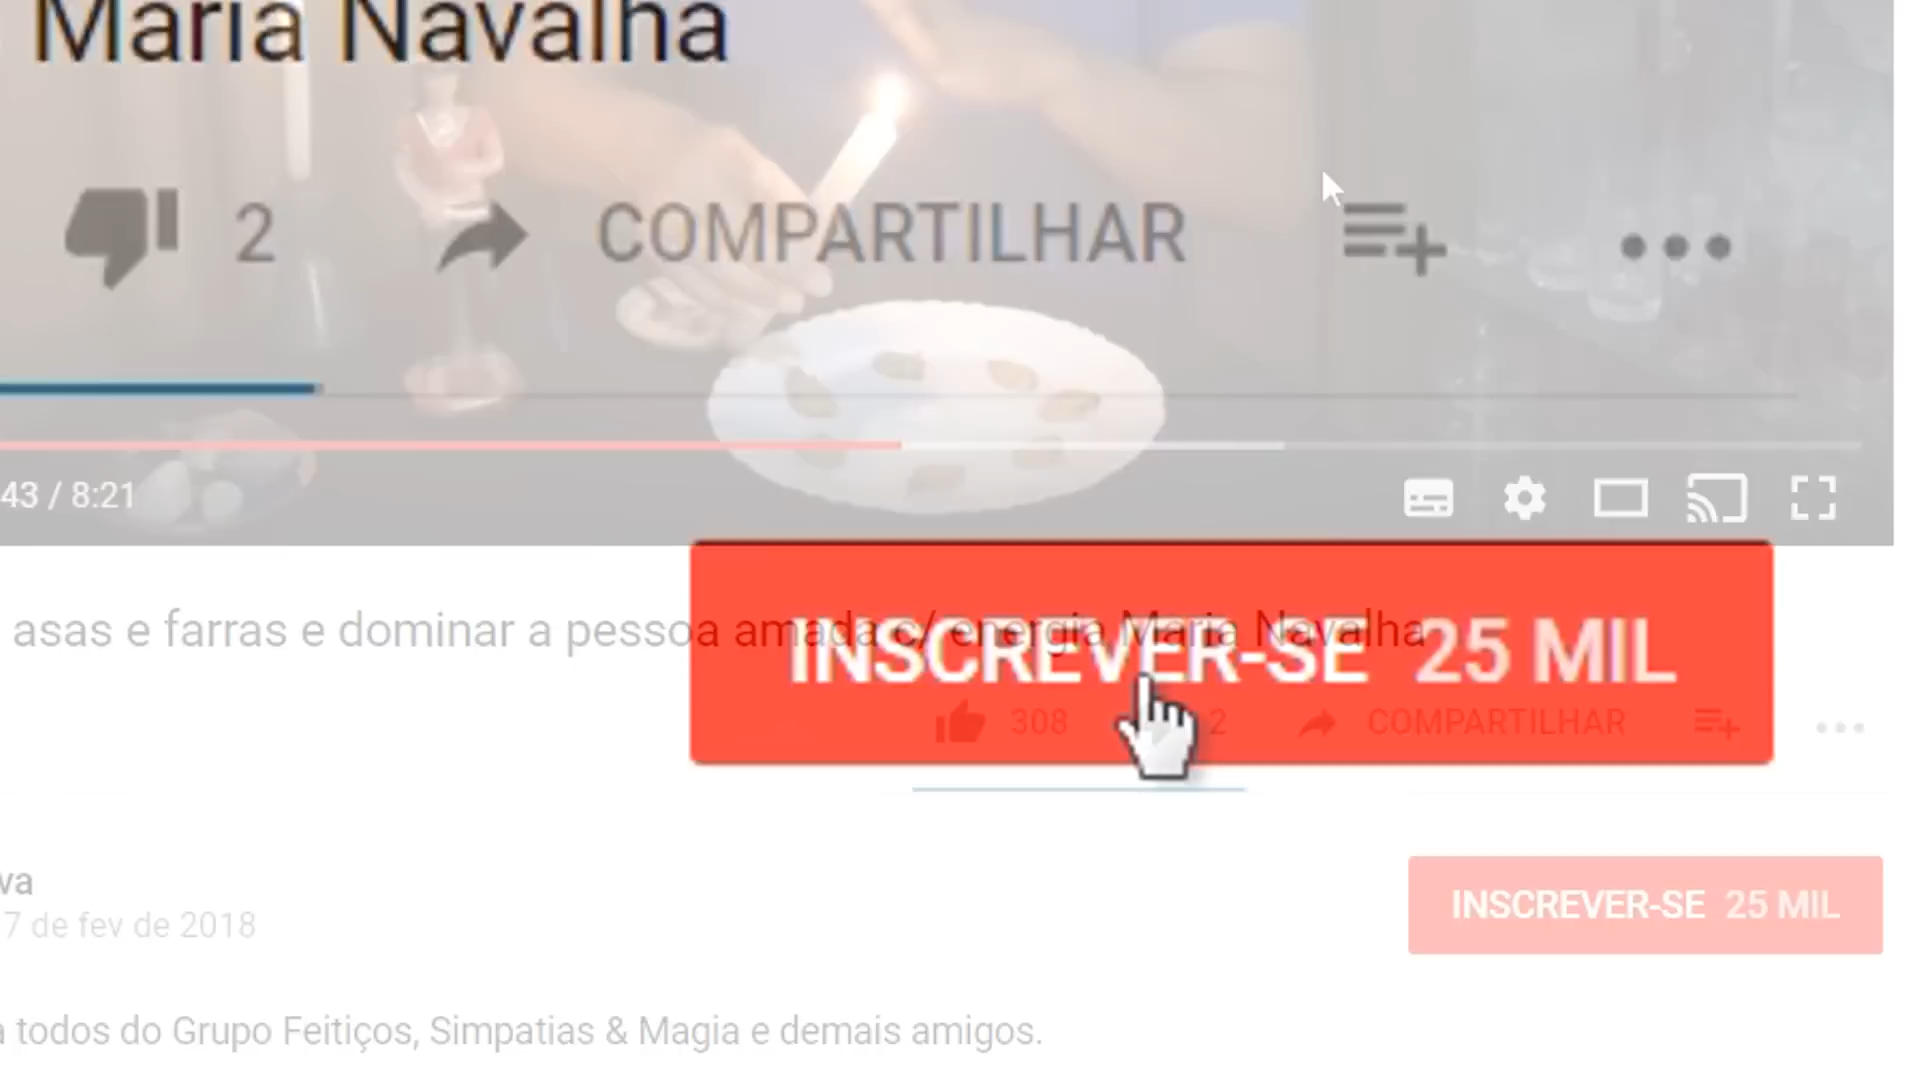 Maria Navalha
2 COMPARTILHAR
43 / 8:21
asas e farras e dominar a pessoa amada c/ energia Maria Navalha
INSCREVER-SE 25 MIL
308 2 COMPARTILHAR
va
7 de fev de 2018
INSCREVER-SE 25 MIL
a todos do Grupo Feitiços, Simpatias & Magia e demais amigos.